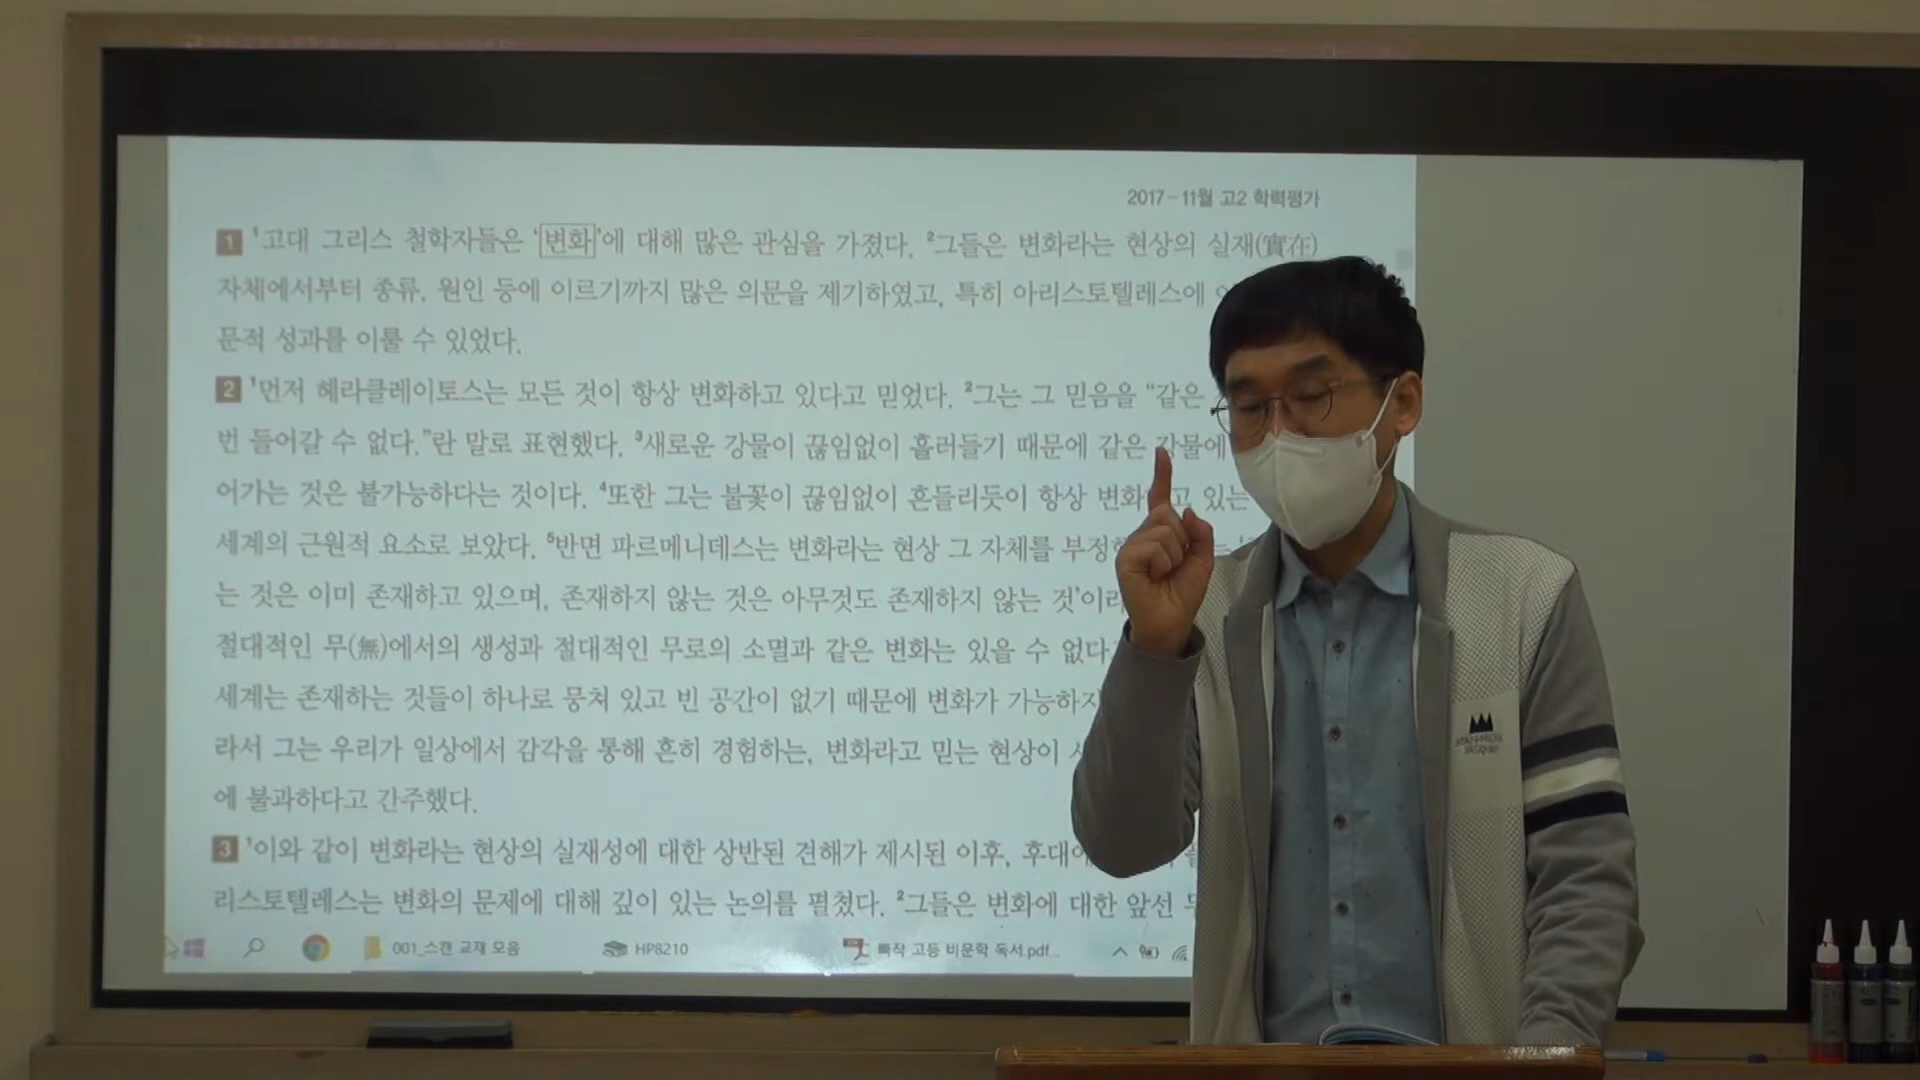 2017-11월 고2 학력평가
1 ¹고대 그리스 철학자들은 ‘변화’에 대해 많은 관심을 가졌다. ²그들은 변화라는 현상의 실재(實在)
자체에서부터 종류, 원인 등에 이르기까지 많은 의문을 제기하였고, 특히 아리스토텔레스에
문적 성과를 이룰 수 있었다.
2 ¹먼저 헤라클레이토스는 모든 것이 항상 변화하고 있다고 믿었다. ²그는 그 믿음을 “같은
번 들어갈 수 없다.”란 말로 표현했다. ³새로운 강물이 끊임없이 흘러들기 때문에 같은 강물에
어가는 것은 불가능하다는 것이다. ⁴또한 그는 불꽃이 끊임없이 흔들리듯이 항상 변화하고 있는
세계의 근원적 요소로 보았다. ⁵반면 파르메니데스는 변화라는 현상 그 자체를 부정
는 것은 이미 존재하고 있으며, 존재하지 않는 것은 아무것도 존재하지 않는 것’이
절대적인 무(無)에서의 생성과 절대적인 무로의 소멸과 같은 변화는 있을 수 없다
세계는 존재하는 것들이 하나로 뭉쳐 있고 빈 공간이 없기 때문에 변화가 가능하지
라서 그는 우리가 일상에서 감각을 통해 흔히 경험하는, 변화라고 믿는 현상이
에 불과하다고 간주했다.
3 ¹이와 같이 변화라는 현상의 실재성에 대한 상반된 견해가 제시된 이후, 후대에
리스토텔레스는 변화의 문제에 대해 깊이 있는 논의를 펼쳤다. ²그들은 변화에 대한 앞선
001_스캔 교재 모음
HP8210
빠작 고등 비문학 독서.pdf...